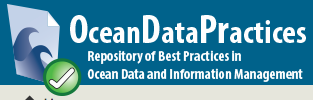 OceanDataPractices
Repository of Best Practices in
Ocean Data and Information Management